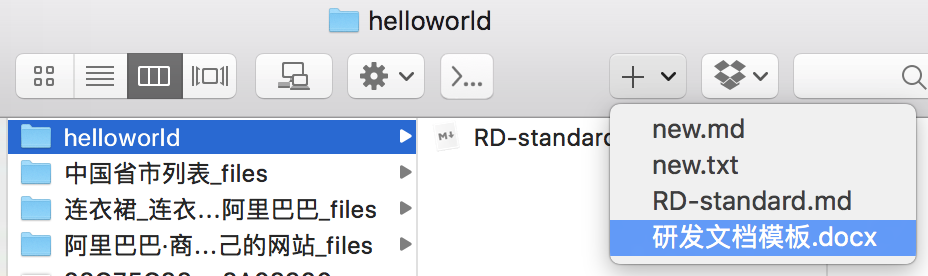 helloworld
helloworld
RD-standard
中国省市列表_files
连衣裙_连衣…阿里巴巴_files
阿里巴巴·商…己的网站_files
new.md
new.txt
RD-standard.md
研发文档模板.docx